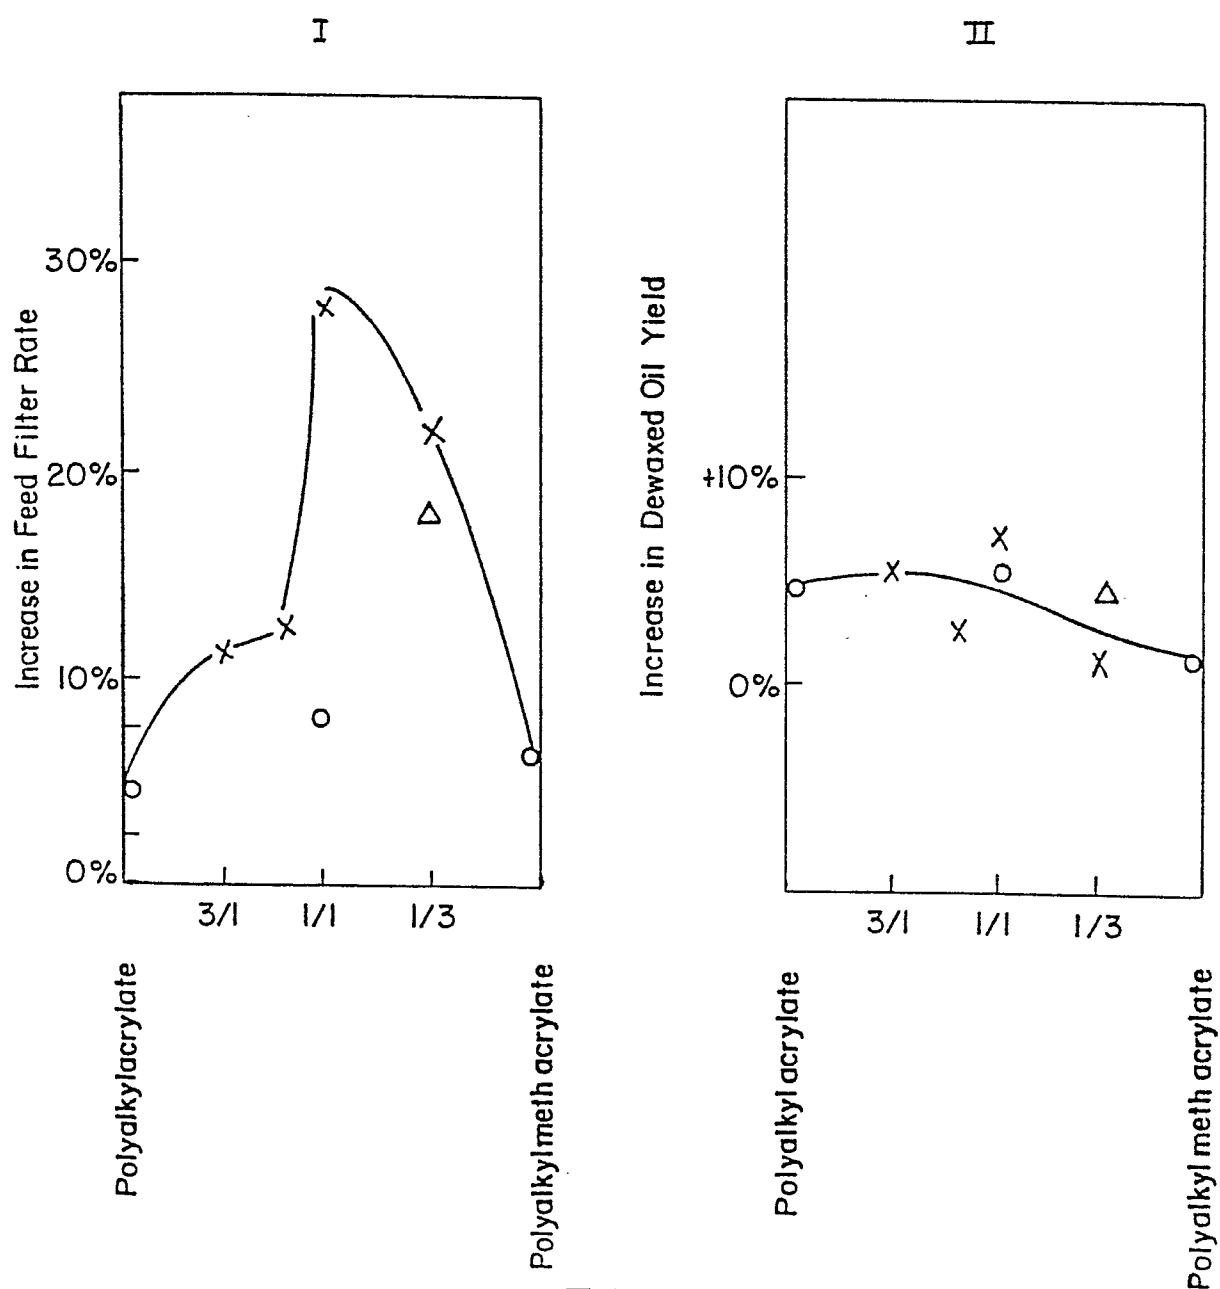 I
Increase in Feed Filter Rate
30%
20%
10%
0%
3/1 1/1 1/3
Polyalkylacrylate
Polyalkylmeth acrylate
II
Increase in Dewaxed Oil Yield
+10%
0%
3/1 1/1 1/3
Polyalkyl acrylate
Polyalkyl meth acrylate